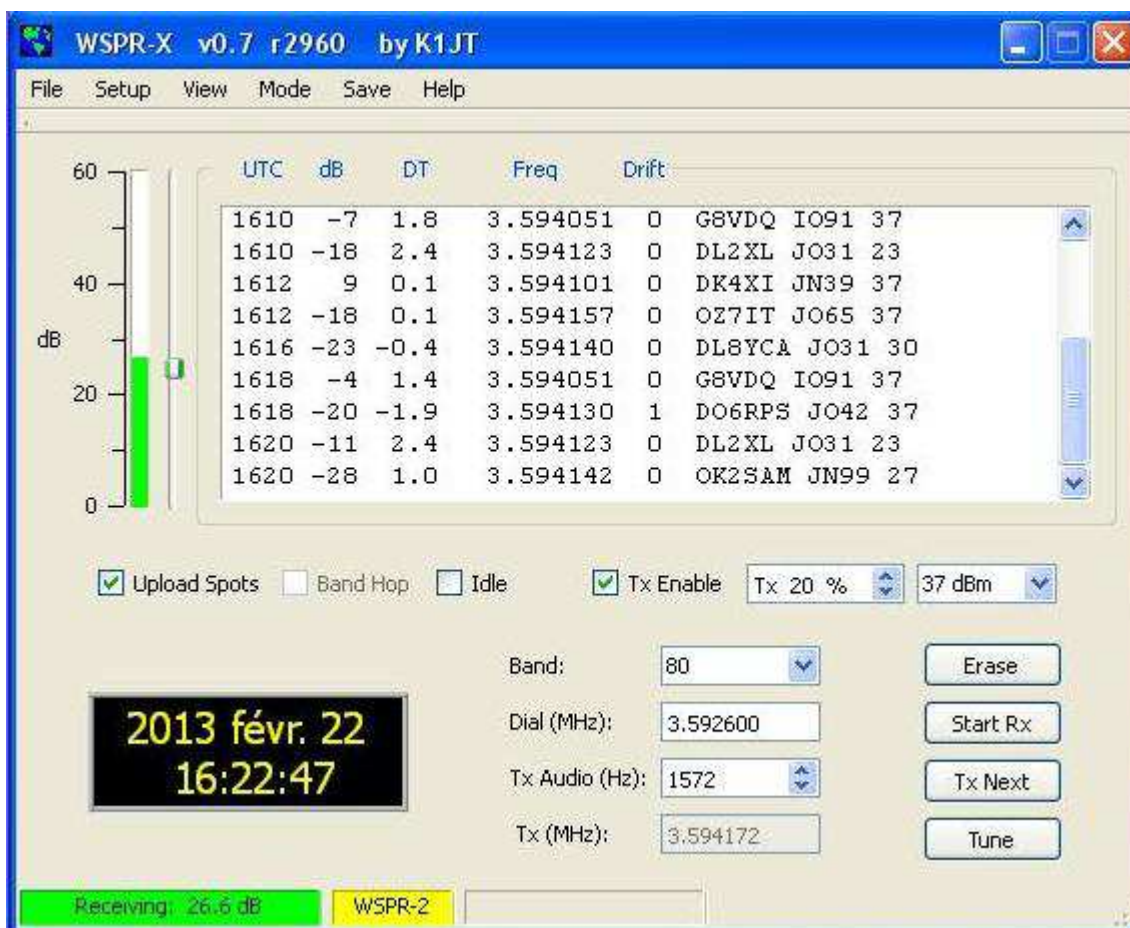 WSPR-X v0.7 r2960 by K1JT
File Setup View Mode Save Help
UTC dB DT Freq Drift
1610 -7 1.8 3.594051 0 G8VDQ IO91 37
1610 -18 2.4 3.594123 0 DL2XL JO31 23
1612 9 0.1 3.594101 0 DK4XI JN39 37
1612 -18 0.1 3.594157 0 OZ7IT JO65 37
1616 -23 -0.4 3.594140 0 DL8YCA JO31 30
1618 -4 1.4 3.594051 0 G8VDQ IO91 37
1618 -20 -1.9 3.594130 1 DO6RPS JO42 37
1620 -11 2.4 3.594123 0 DL2XL JO31 23
1620 -28 1.0 3.594142 0 OK2SAM JN99 27
60
40
dB
20
0
Upload Spots Band Hop Idle Tx Enable Tx 20 % 37 dBm
Band: 80 Erase
Dial (MHz): 3.592600 Start Rx
Tx Audio (Hz): 1572 Tx Next
Tx (MHz): 3.594172 Tune
2013 févr. 22
16:22:47
Receiving: 26.6 dB WSPR-2